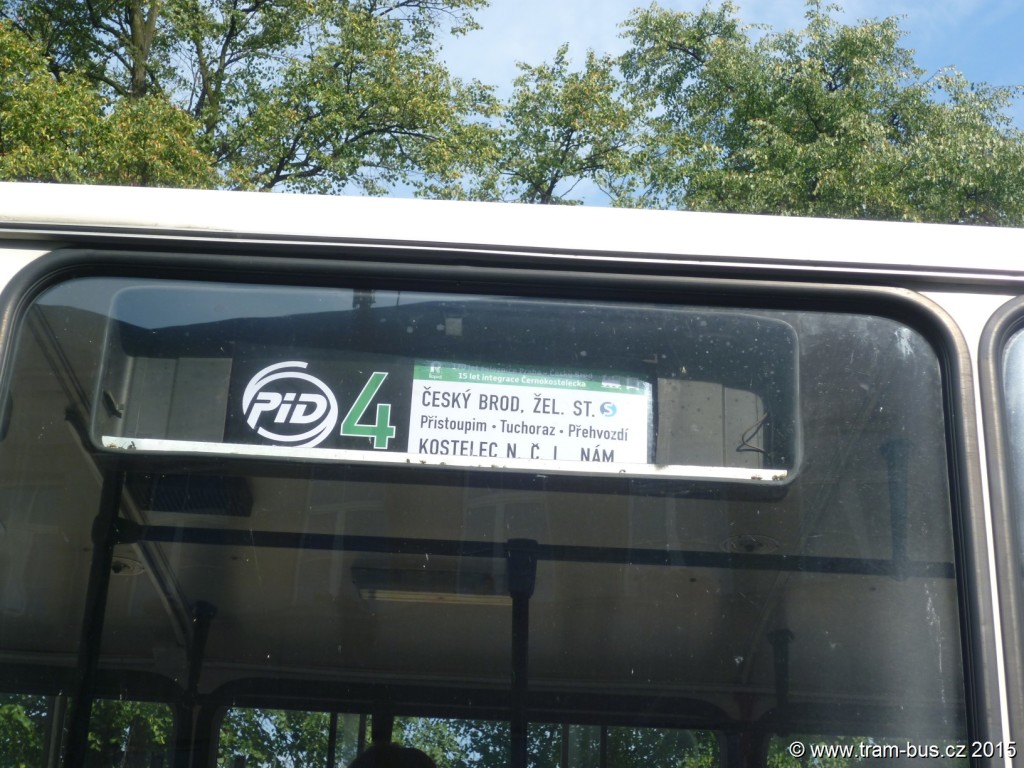 PiD 4
15 let integrace Černokostelecka
ČESKÝ BROD, ŽEL. ST. S
Přistoupim • Tuchoraz • Přehvozdí
KOSTELEC N. Č. L. NÁM.
© www.tram-bus.cz 2015